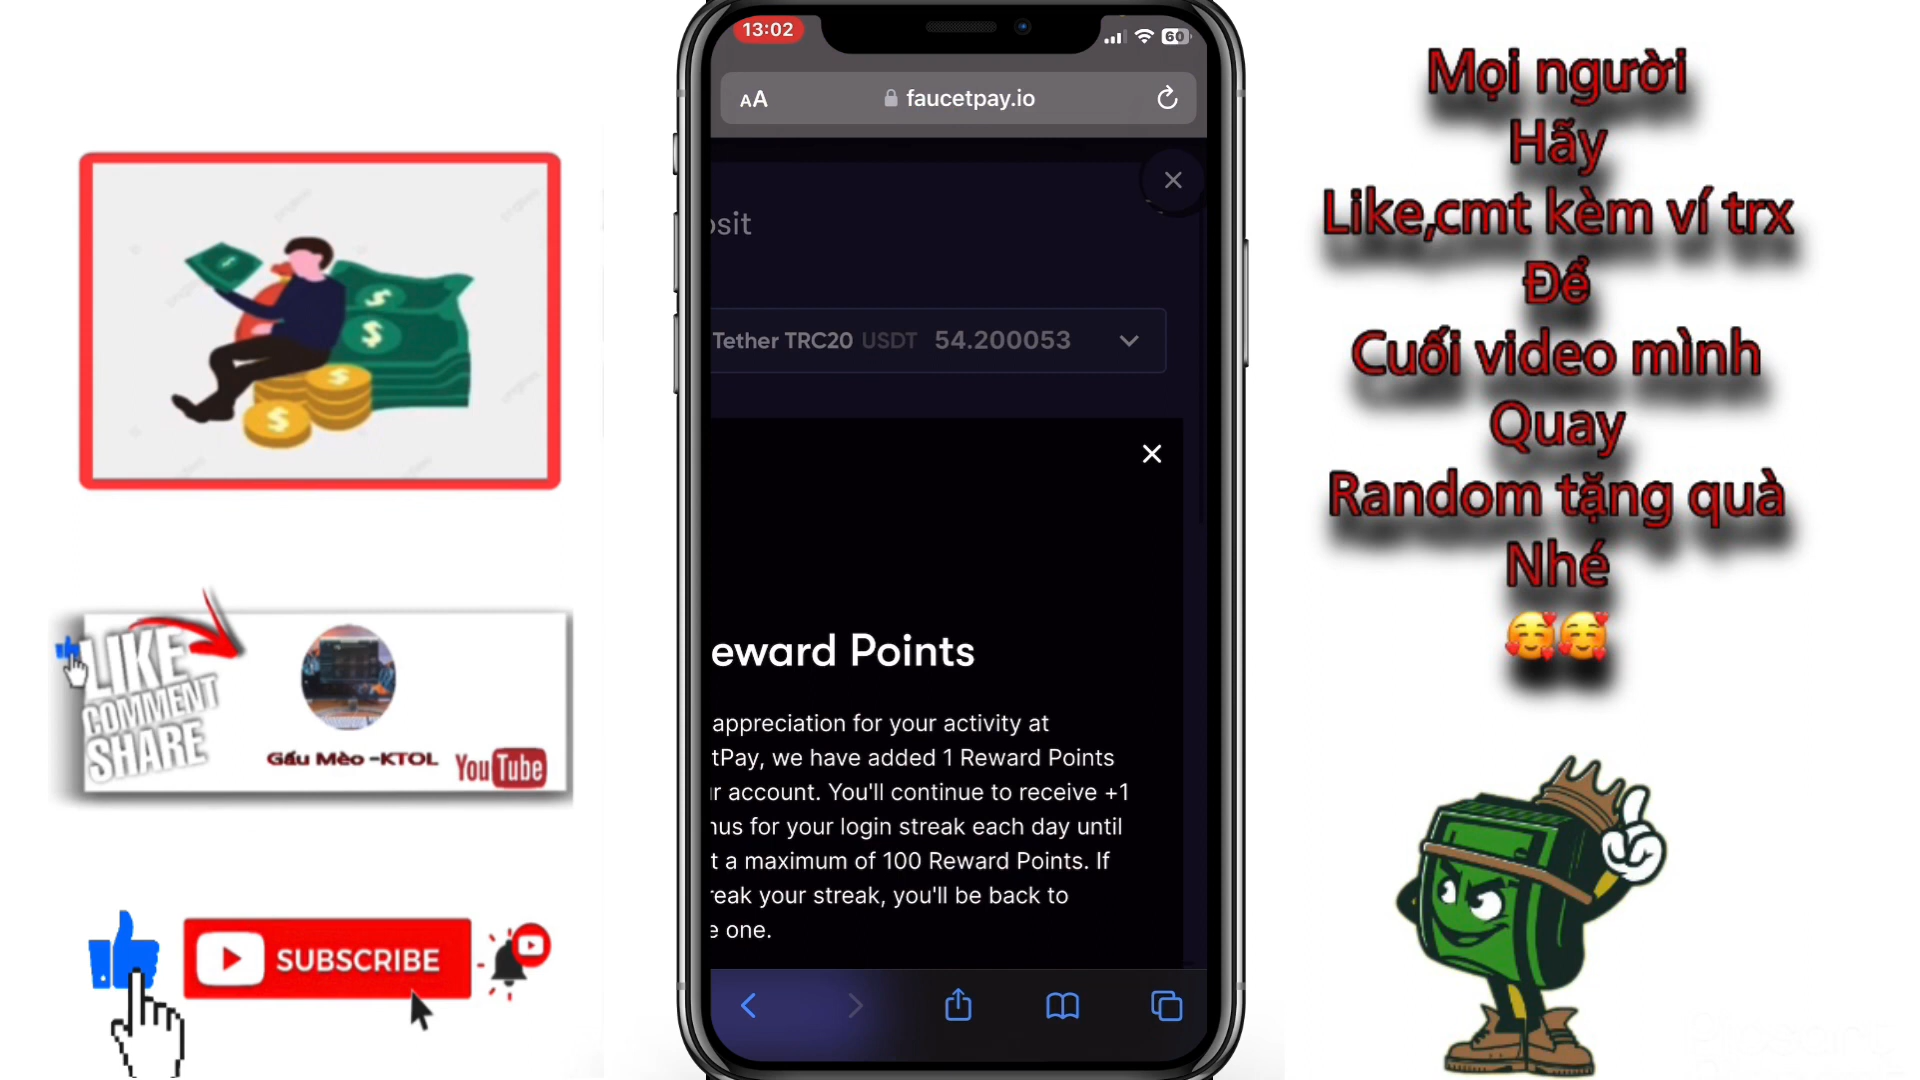 13:02
60
AA
faucetpay.io
osit
Tether TRC20 USDT 54.200053
eward Points
appreciation for your activity at
tPay, we have added 1 Reward Points
r account. You'll continue to receive +1
nus for your login streak each day until
t a maximum of 100 Reward Points. If
reak your streak, you'll be back to
e one.
LIKE
COMMENT
SHARE
Gấu Mèo -KTOL
YouTube
SUBSCRIBE
Mọi người
Hãy
Like,cmt kèm ví trx
Để
Cuối video mình
Quay
Random tặng quà
Nhé